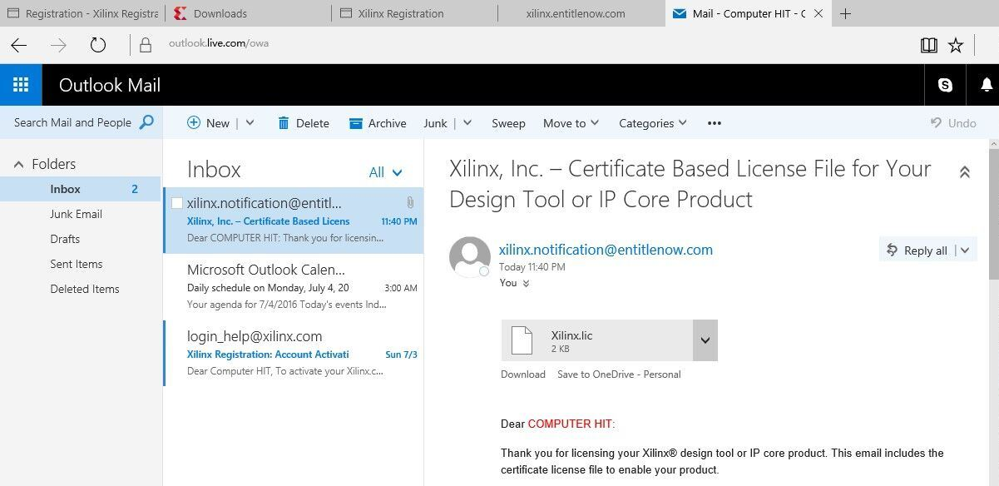 Registration - Xilinx Registra
Downloads
Xilinx Registration
xilinx.entitlenow.com
Mail - Computer HIT - O
outlook.live.com/owa
Outlook Mail
Search Mail and People
New
Delete
Archive
Junk
Sweep
Move to
Categories
Undo
Folders
Inbox 2
Junk Email
Drafts
Sent Items
Deleted Items
Inbox
All
xilinx.notification@entitl...
Xilinx, Inc. – Certificate Based Licens 11:40 PM
Dear COMPUTER HIT: Thank you for licensin...
Microsoft Outlook Calen...
Daily schedule on Monday, July 4, 20 3:00 AM
Your agenda for 7/4/2016 Today's events Ind...
login_help@xilinx.com
Xilinx Registration: Account Activati Sun 7/3
Dear Computer HIT, To activate your Xilinx.c...
Xilinx, Inc. – Certificate Based License File for Your
Design Tool or IP Core Product
xilinx.notification@entitlenow.com
Today 11:40 PM
You
Reply all
Xilinx.lic
2 KB
Download Save to OneDrive - Personal
Dear COMPUTER HIT:
Thank you for licensing your Xilinx® design tool or IP core product. This email includes the
certificate license file to enable your product.